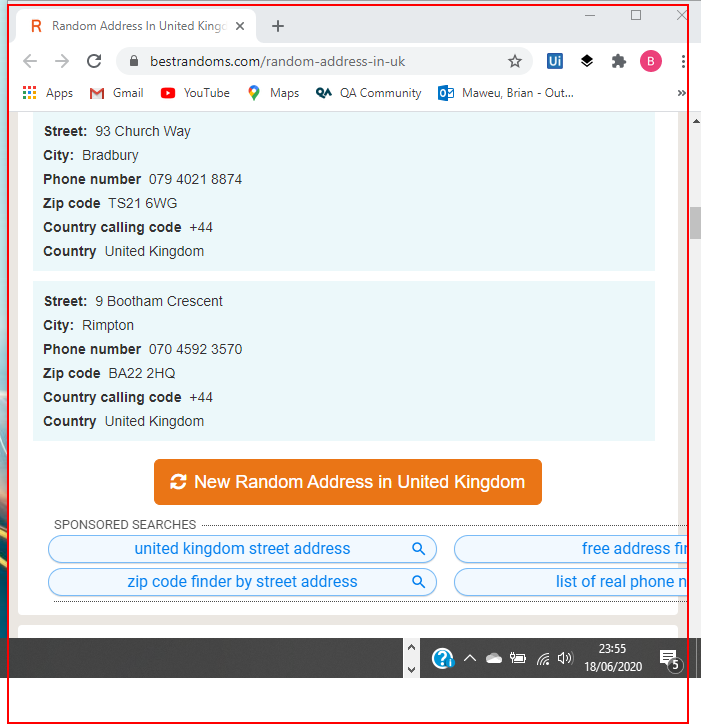 R Random Address In United King
bestrandoms.com/random-address-in-uk
Ui
B
Apps Gmail YouTube Maps QA QA Community Maweu, Brian - Out... »
Street: 93 Church Way
City: Bradbury
Phone number 079 4021 8874
Zip code TS21 6WG
Country calling code +44
Country United Kingdom
Street: 9 Bootham Crescent
City: Rimpton
Phone number 070 4592 3570
Zip code BA22 2HQ
Country calling code +44
Country United Kingdom
New Random Address in United Kingdom
SPONSORED SEARCHES
united kingdom street address
free address fir
zip code finder by street address
list of real phone n
23:55
18/06/2020
5